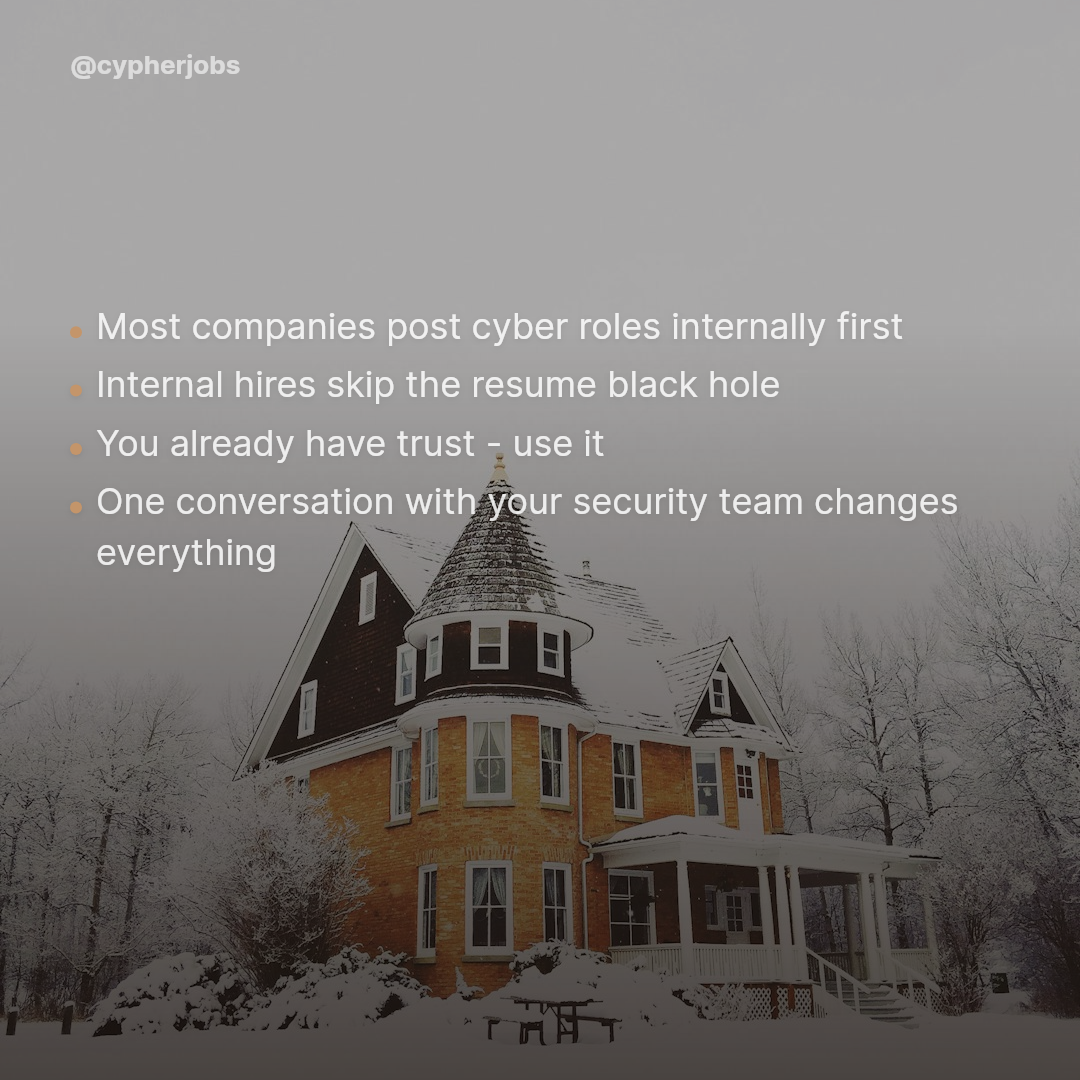 @cypherjobs
Most companies post cyber roles internally first
Internal hires skip the resume black hole
You already have trust - use it
One conversation with your security team changes
everything